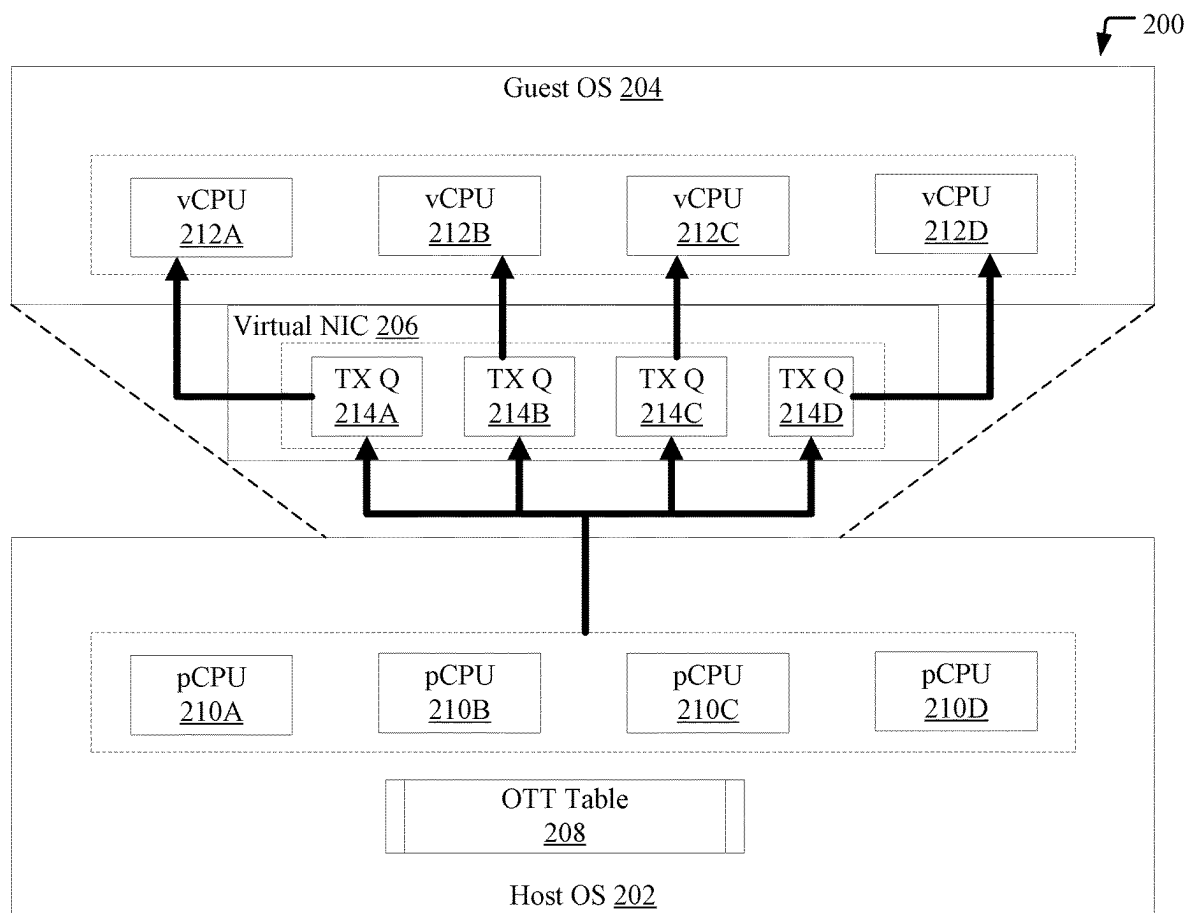 200
Guest OS 204
vCPU
212A
vCPU
212B
vCPU
212C
vCPU
212D
Virtual NIC 206
TX Q
214A
TX Q
214B
TX Q
214C
TX Q
214D
pCPU
210A
pCPU
210B
pCPU
210C
pCPU
210D
OTT Table
208
Host OS 202